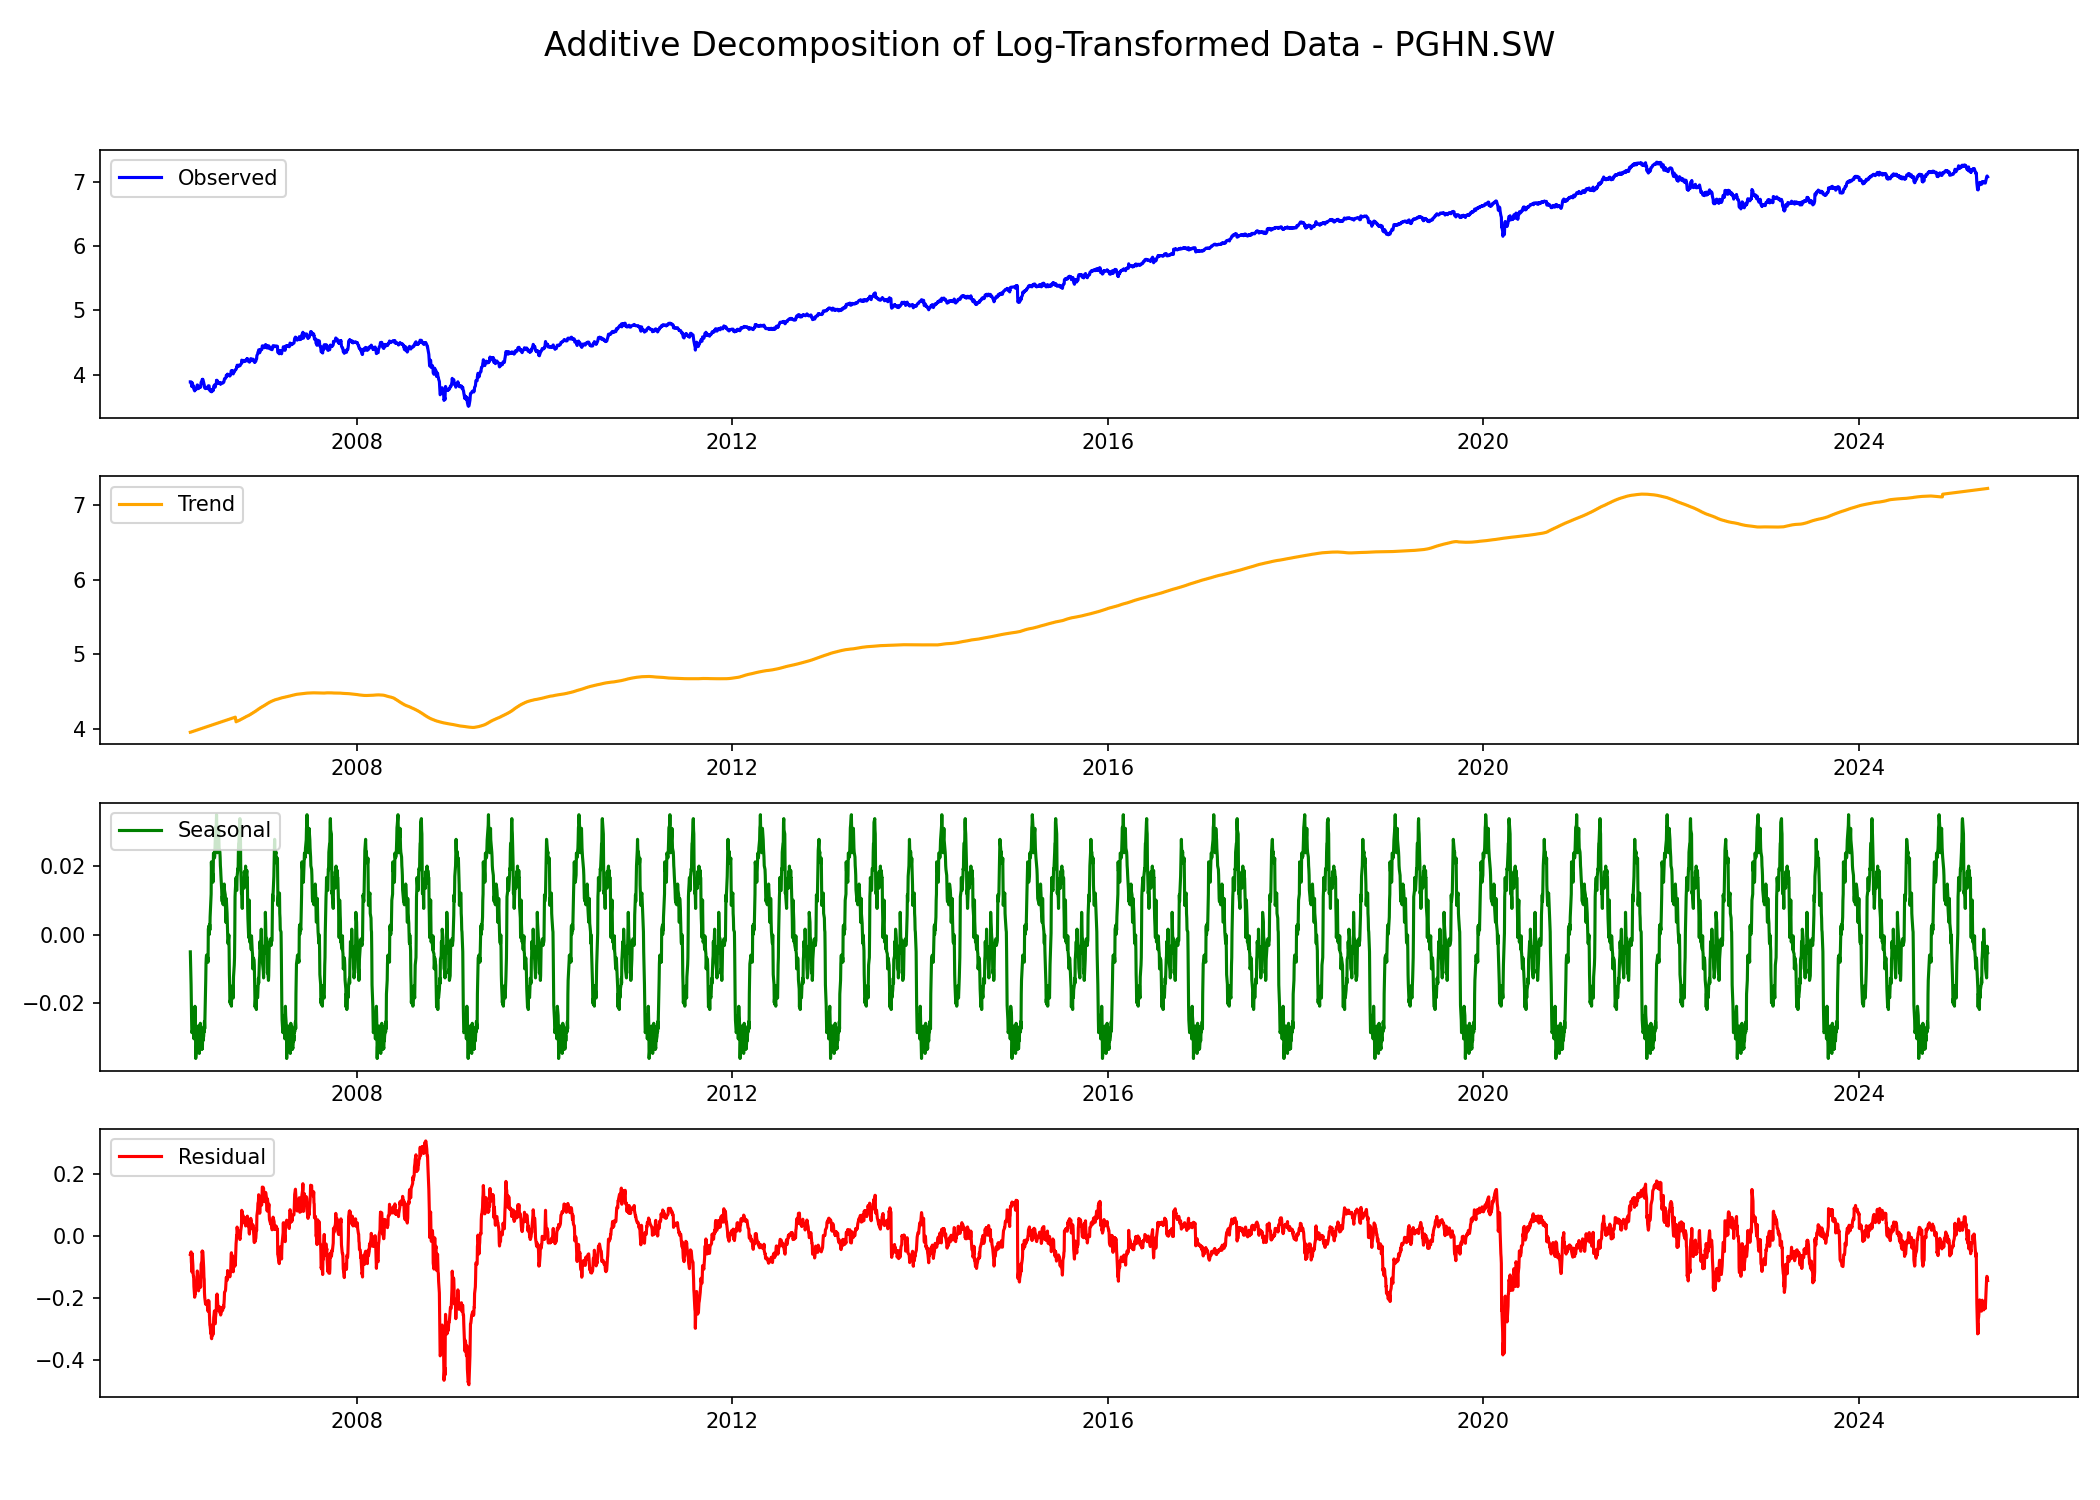 Additive Decomposition of Log-Transformed Data - PGHN.SW
Observed
7
6
5
4
2008 2012 2016 2020 2024
Trend
7
6
5
4
2008 2012 2016 2020 2024
Seasonal
0.02
0.00
−0.02
2008 2012 2016 2020 2024
Residual
0.2
0.0
−0.2
−0.4
2008 2012 2016 2020 2024